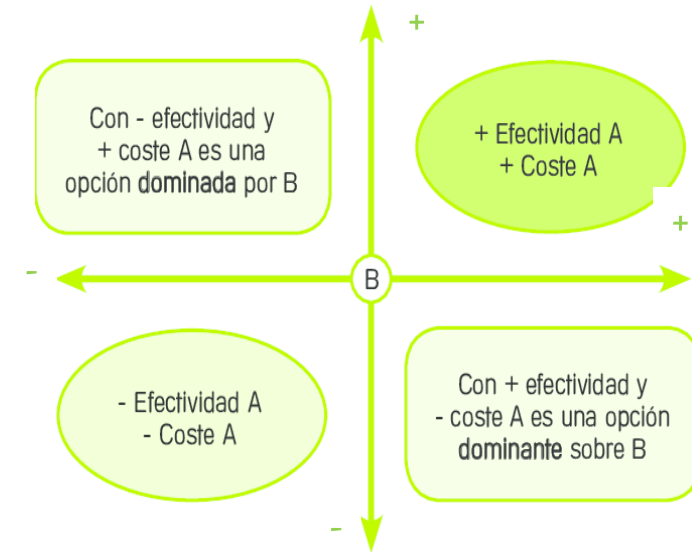 +
Con - efectividad y
+ coste A es una
opción dominada por B
+ Efectividad A
+ Coste A
+
-
B
- Efectividad A
- Coste A
Con + efectividad y
- coste A es una opción
dominante sobre B
-